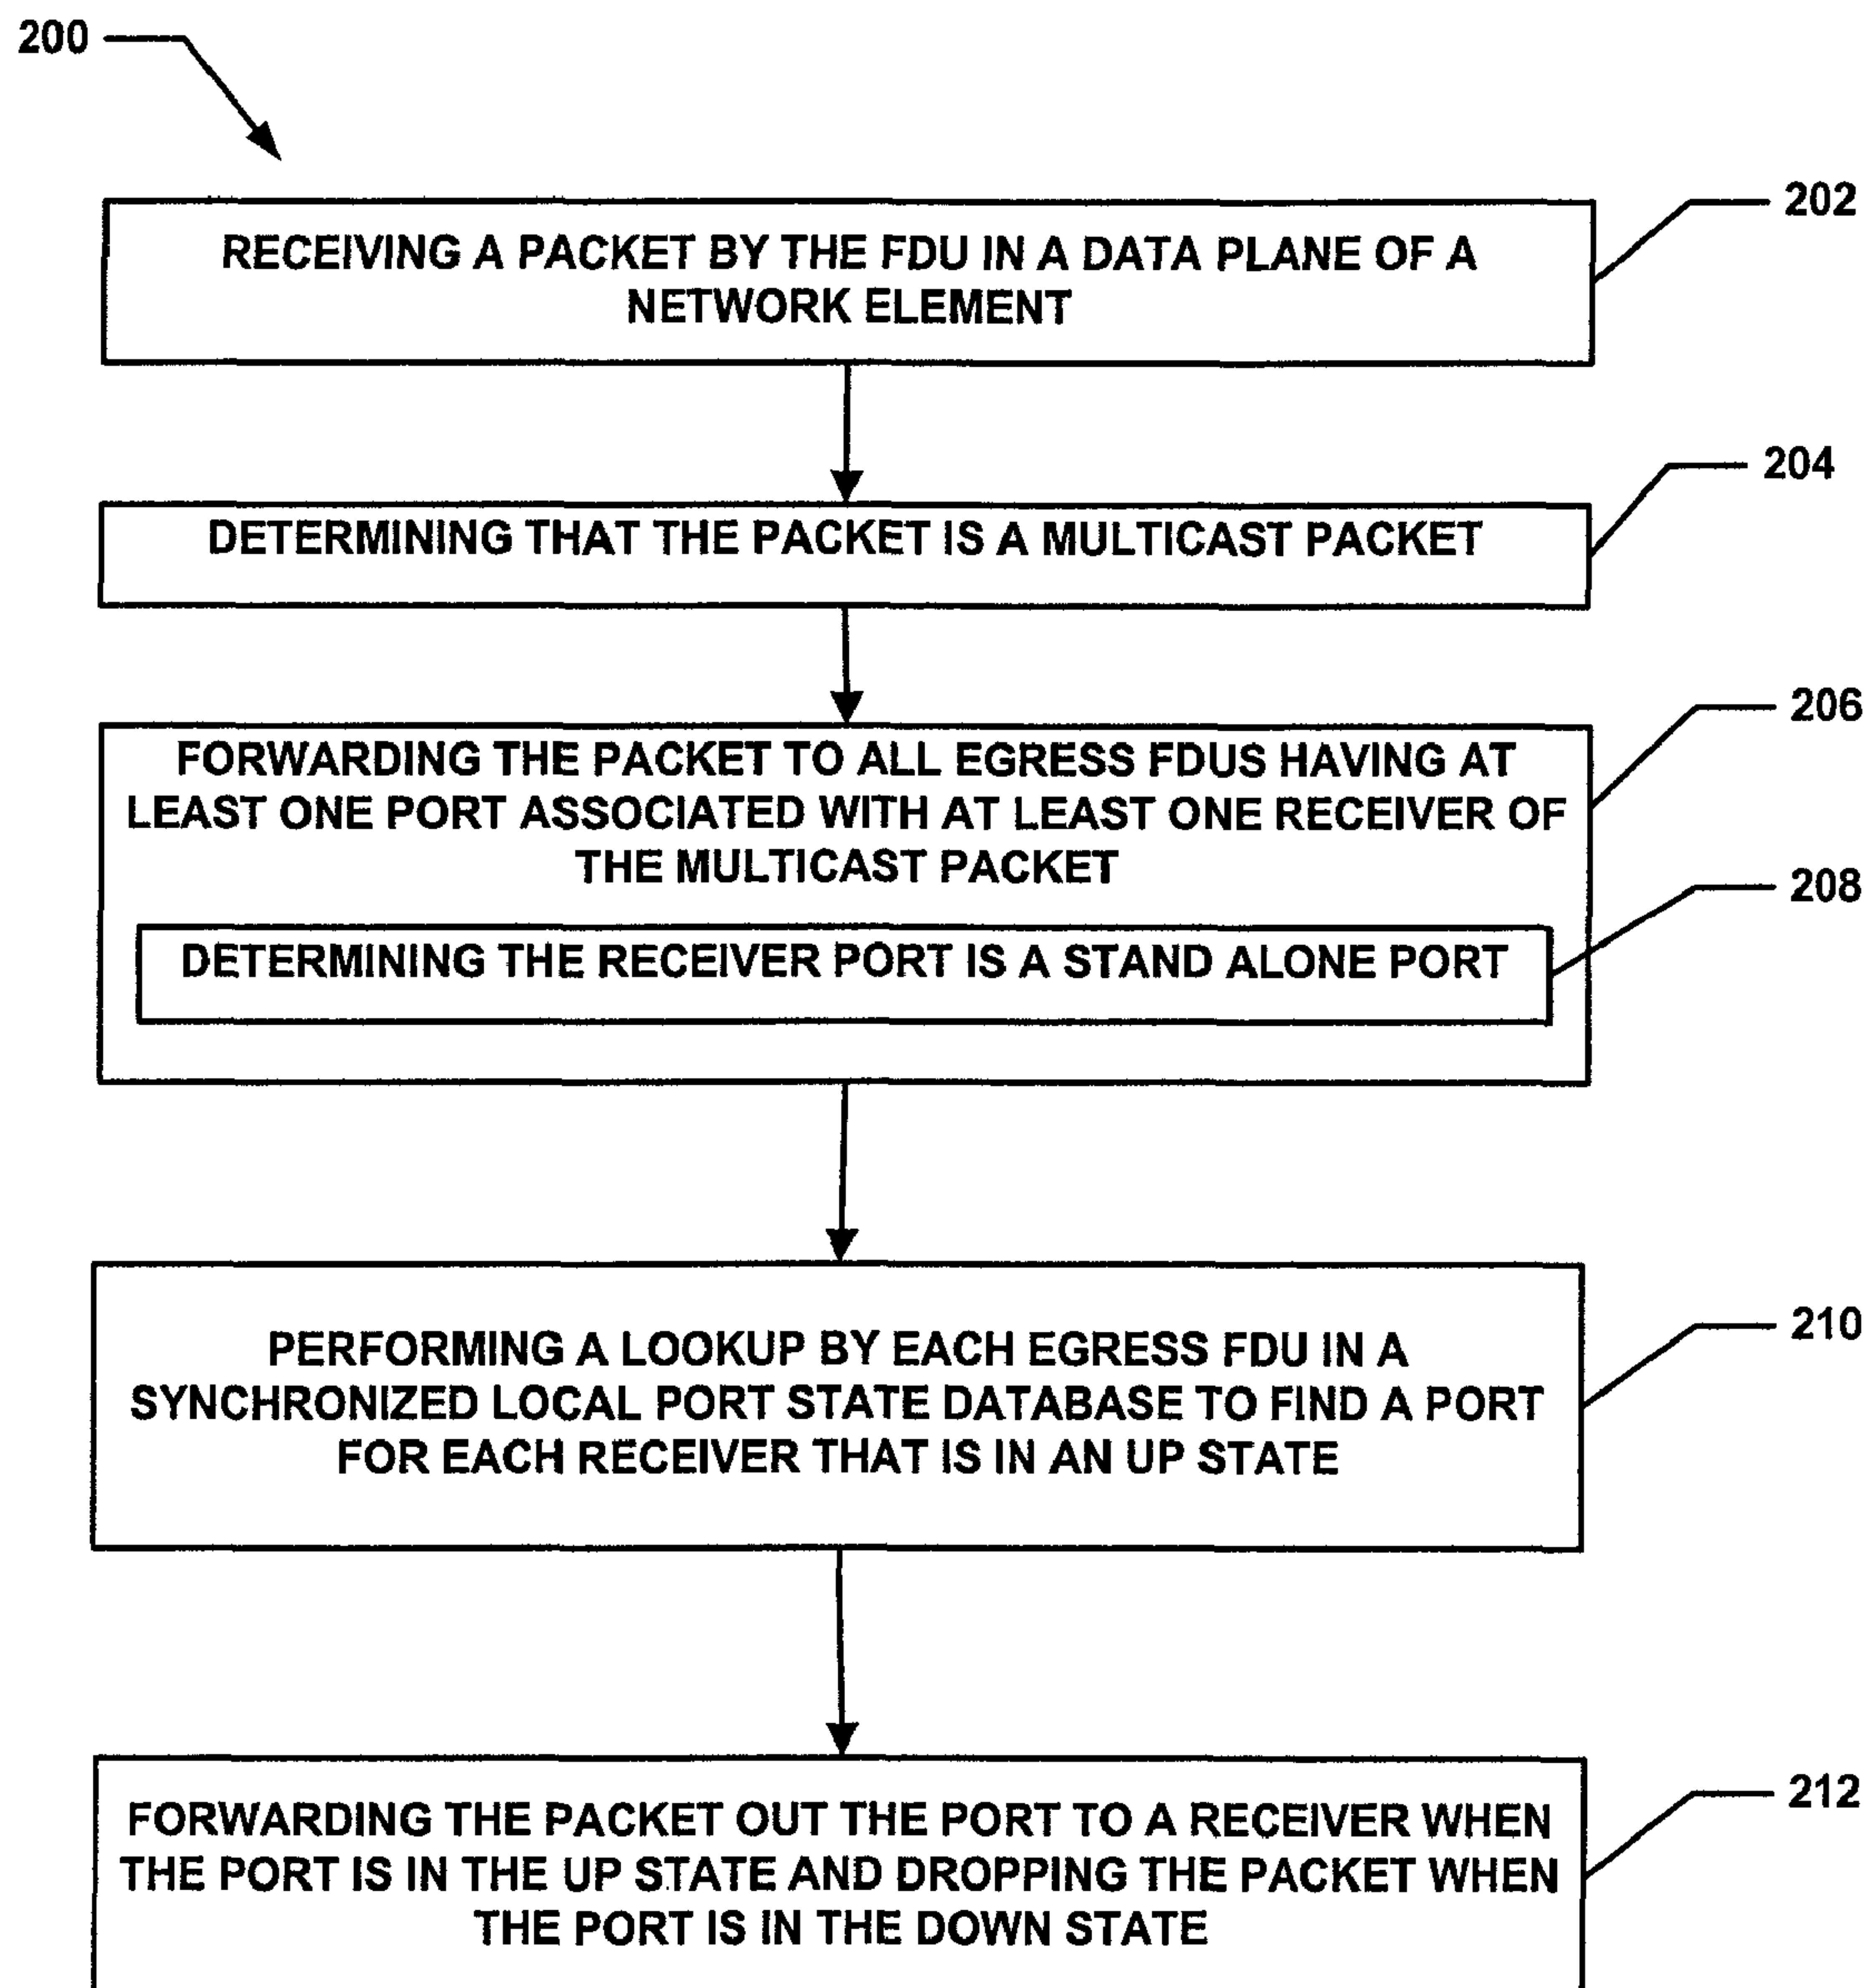 200
202
RECEIVING A PACKET BY THE FDU IN A DATA PLANE OF A
NETWORK ELEMENT
204
DETERMINING THAT THE PACKET IS A MULTICAST PACKET
206
FORWARDING THE PACKET TO ALL EGRESS FDUS HAVING AT
LEAST ONE PORT ASSOCIATED WITH AT LEAST ONE RECEIVER OF
THE MULTICAST PACKET
208
DETERMINING THE RECEIVER PORT IS A STAND ALONE PORT
210
PERFORMING A LOOKUP BY EACH EGRESS FDU IN A
SYNCHRONIZED LOCAL PORT STATE DATABASE TO FIND A PORT
FOR EACH RECEIVER THAT IS IN AN UP STATE
212
FORWARDING THE PACKET OUT THE PORT TO A RECEIVER WHEN
THE PORT IS IN THE UP STATE AND DROPPING THE PACKET WHEN
THE PORT IS IN THE DOWN STATE